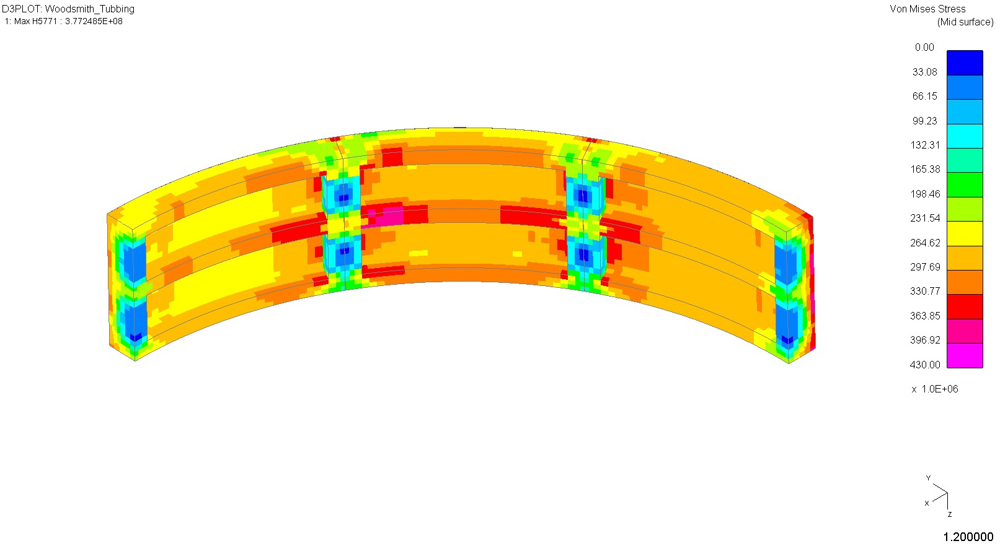 D3PLOT: Woodsmith_Tubbing
1: Max H5771 : 3.772485E+08
Von Mises Stress
(Mid surface)
0.00
33.08
66.15
99.23
132.31
165.38
198.46
231.54
264.62
297.69
330.77
363.85
396.92
430.00
x 1.0E+06
Y
X
Z
1.200000